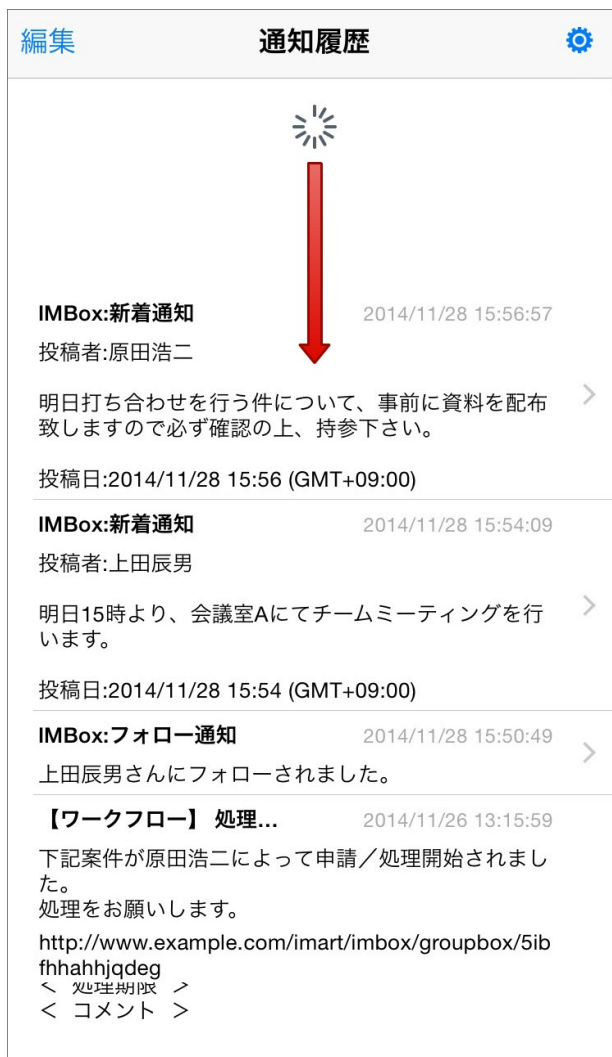 編集 通知履歴
IMBox:新着通知 2014/11/28 15:56:57
投稿者:原田浩二
明日打ち合わせを行う件について、事前に資料を配布
致しますので必ず確認の上、持参下さい。
投稿日:2014/11/28 15:56 (GMT+09:00)
IMBox:新着通知 2014/11/28 15:54:09
投稿者:上田辰男
明日15時より、会議室Aにてチームミーティングを行
います。
投稿日:2014/11/28 15:54 (GMT+09:00)
IMBox:フォロー通知 2014/11/28 15:50:49
上田辰男さんにフォローされました。
【ワークフロー】 処理... 2014/11/26 13:15:59
下記案件が原田浩二によって申請／処理開始されまし
た。
処理をお願いします。
http://www.example.com/imart/imbox/groupbox/5ib
fhhahhjqdeg
＜ 処理期限 ＞
＜ コメント ＞